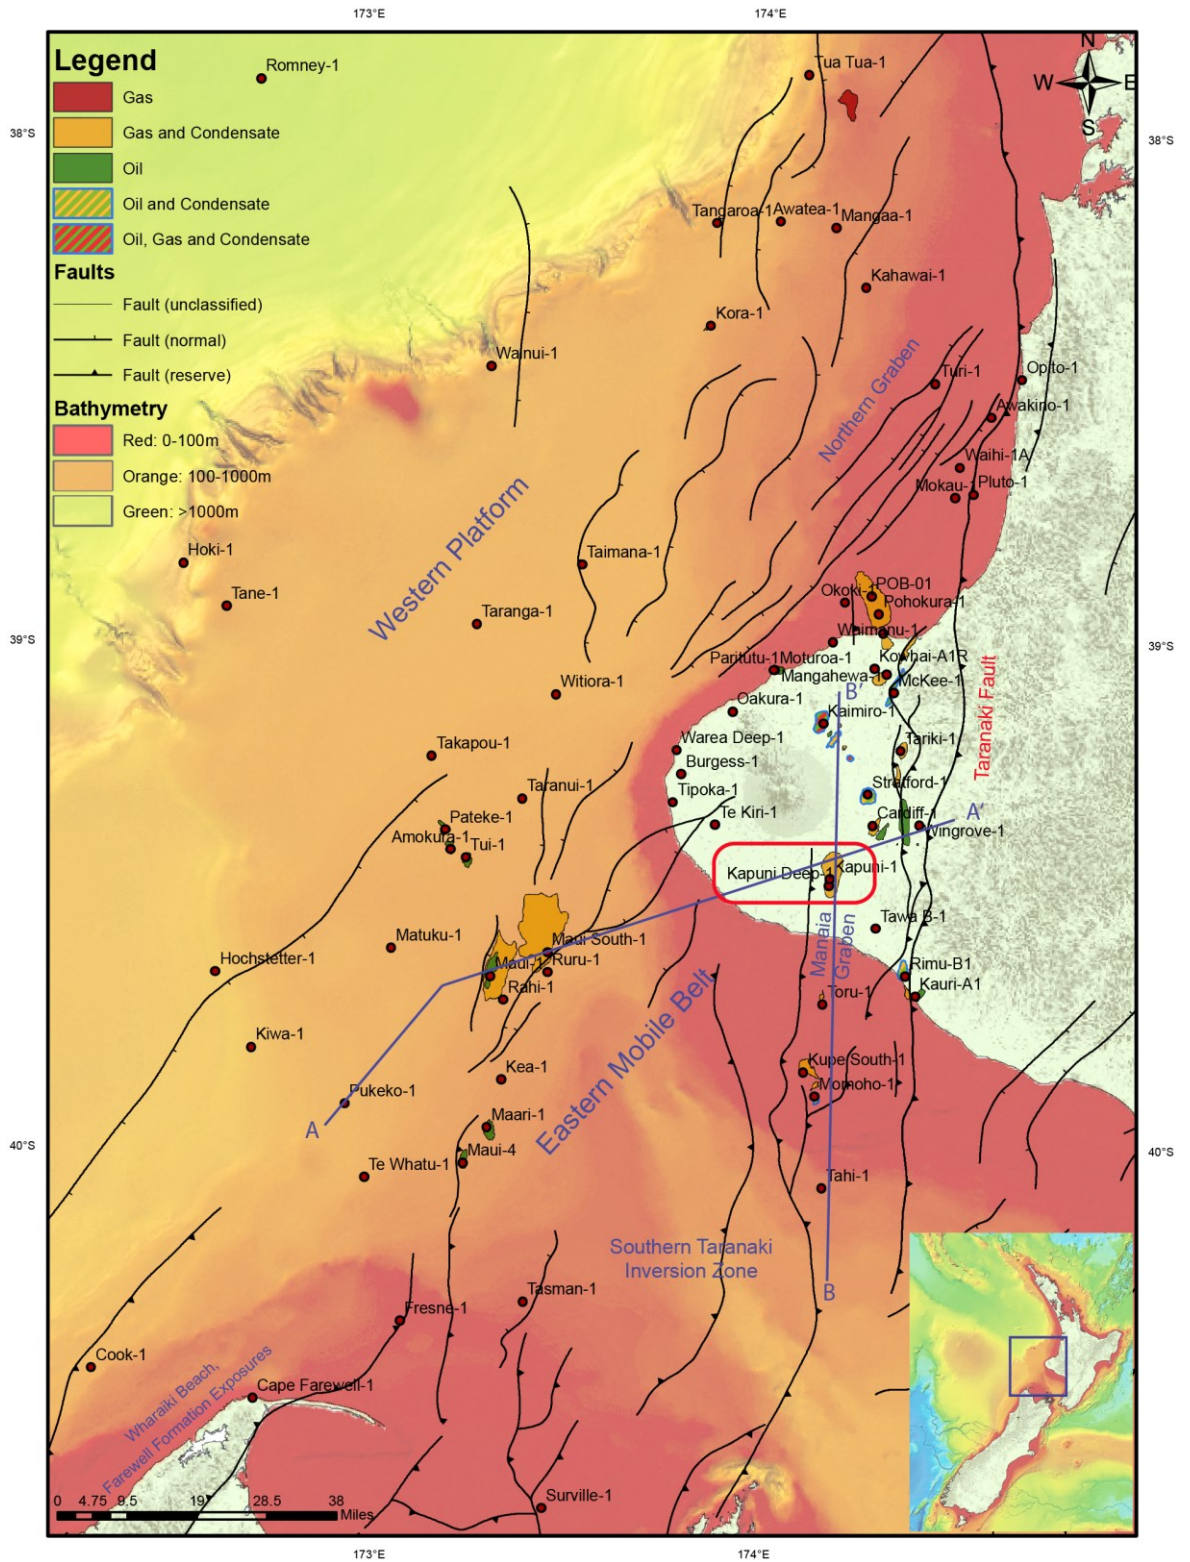 173°E
174°E
Legend
Gas
Gas and Condensate
Oil
Oil and Condensate
Oil, Gas and Condensate
Faults
Fault (unclassified)
Fault (normal)
Fault (reserve)
Bathymetry
Red: 0-100m
Orange: 100-1000m
Green: >1000m
N
W
E
S
38°S
38°S
Romney-1
Tua Tua-1
Tangaroa-1
Awatea-1
Mangaa-1
Kahawai-1
Kora-1
Wainui-1
Northern Graben
Turi-1
Opito-1
Awakino-1
Waihi-1A
Mokau-1
Pluto-1
Hoki-1
Tane-1
Western Platform
Taimana-1
Taranga-1
Okoki-1
POB-01
Pohokura-1
39°S
39°S
Waimanu-1
Paritutu-1
Moturoa-1
Kowhai-A1R
Mangahewa-1
McKee-1
Witiora-1
B'
Oakura-1
Kaimiro-1
Taranaki Fault
Warea Deep-1
Tariki-1
Takapou-1
Burgess-1
Taranui-1
Tipoka-1
Stratford-1
Pateke-1
Te Kiri-1
Cardiff-1
A'
Amokura-1
Tui-1
Wingrove-1
Kapuni Deep-1
Kapuni-1
Tawa B-1
Manaia
Graben
Matuku-1
Maui South-1
Hochstetter-1
Maui-1
Ruru-1
Rimu-B1
Rahi-1
Toru-1
Kauri-A1
Eastern Mobile Belt
Kiwa-1
Kea-1
Kupe South-1
Pukeko-1
Momoho-1
A
Maari-1
40°S
40°S
Maui-4
Te Whatu-1
Tahi-1
Southern Taranaki
Inversion Zone
B
Tasman-1
Fresne-1
Cook-1
Cape Farewell-1
Wharaiki Beach,
Farewell Formation Exposures
Surville-1
0 4.75 9.5 19 28.5 38
Miles
173°E
174°E